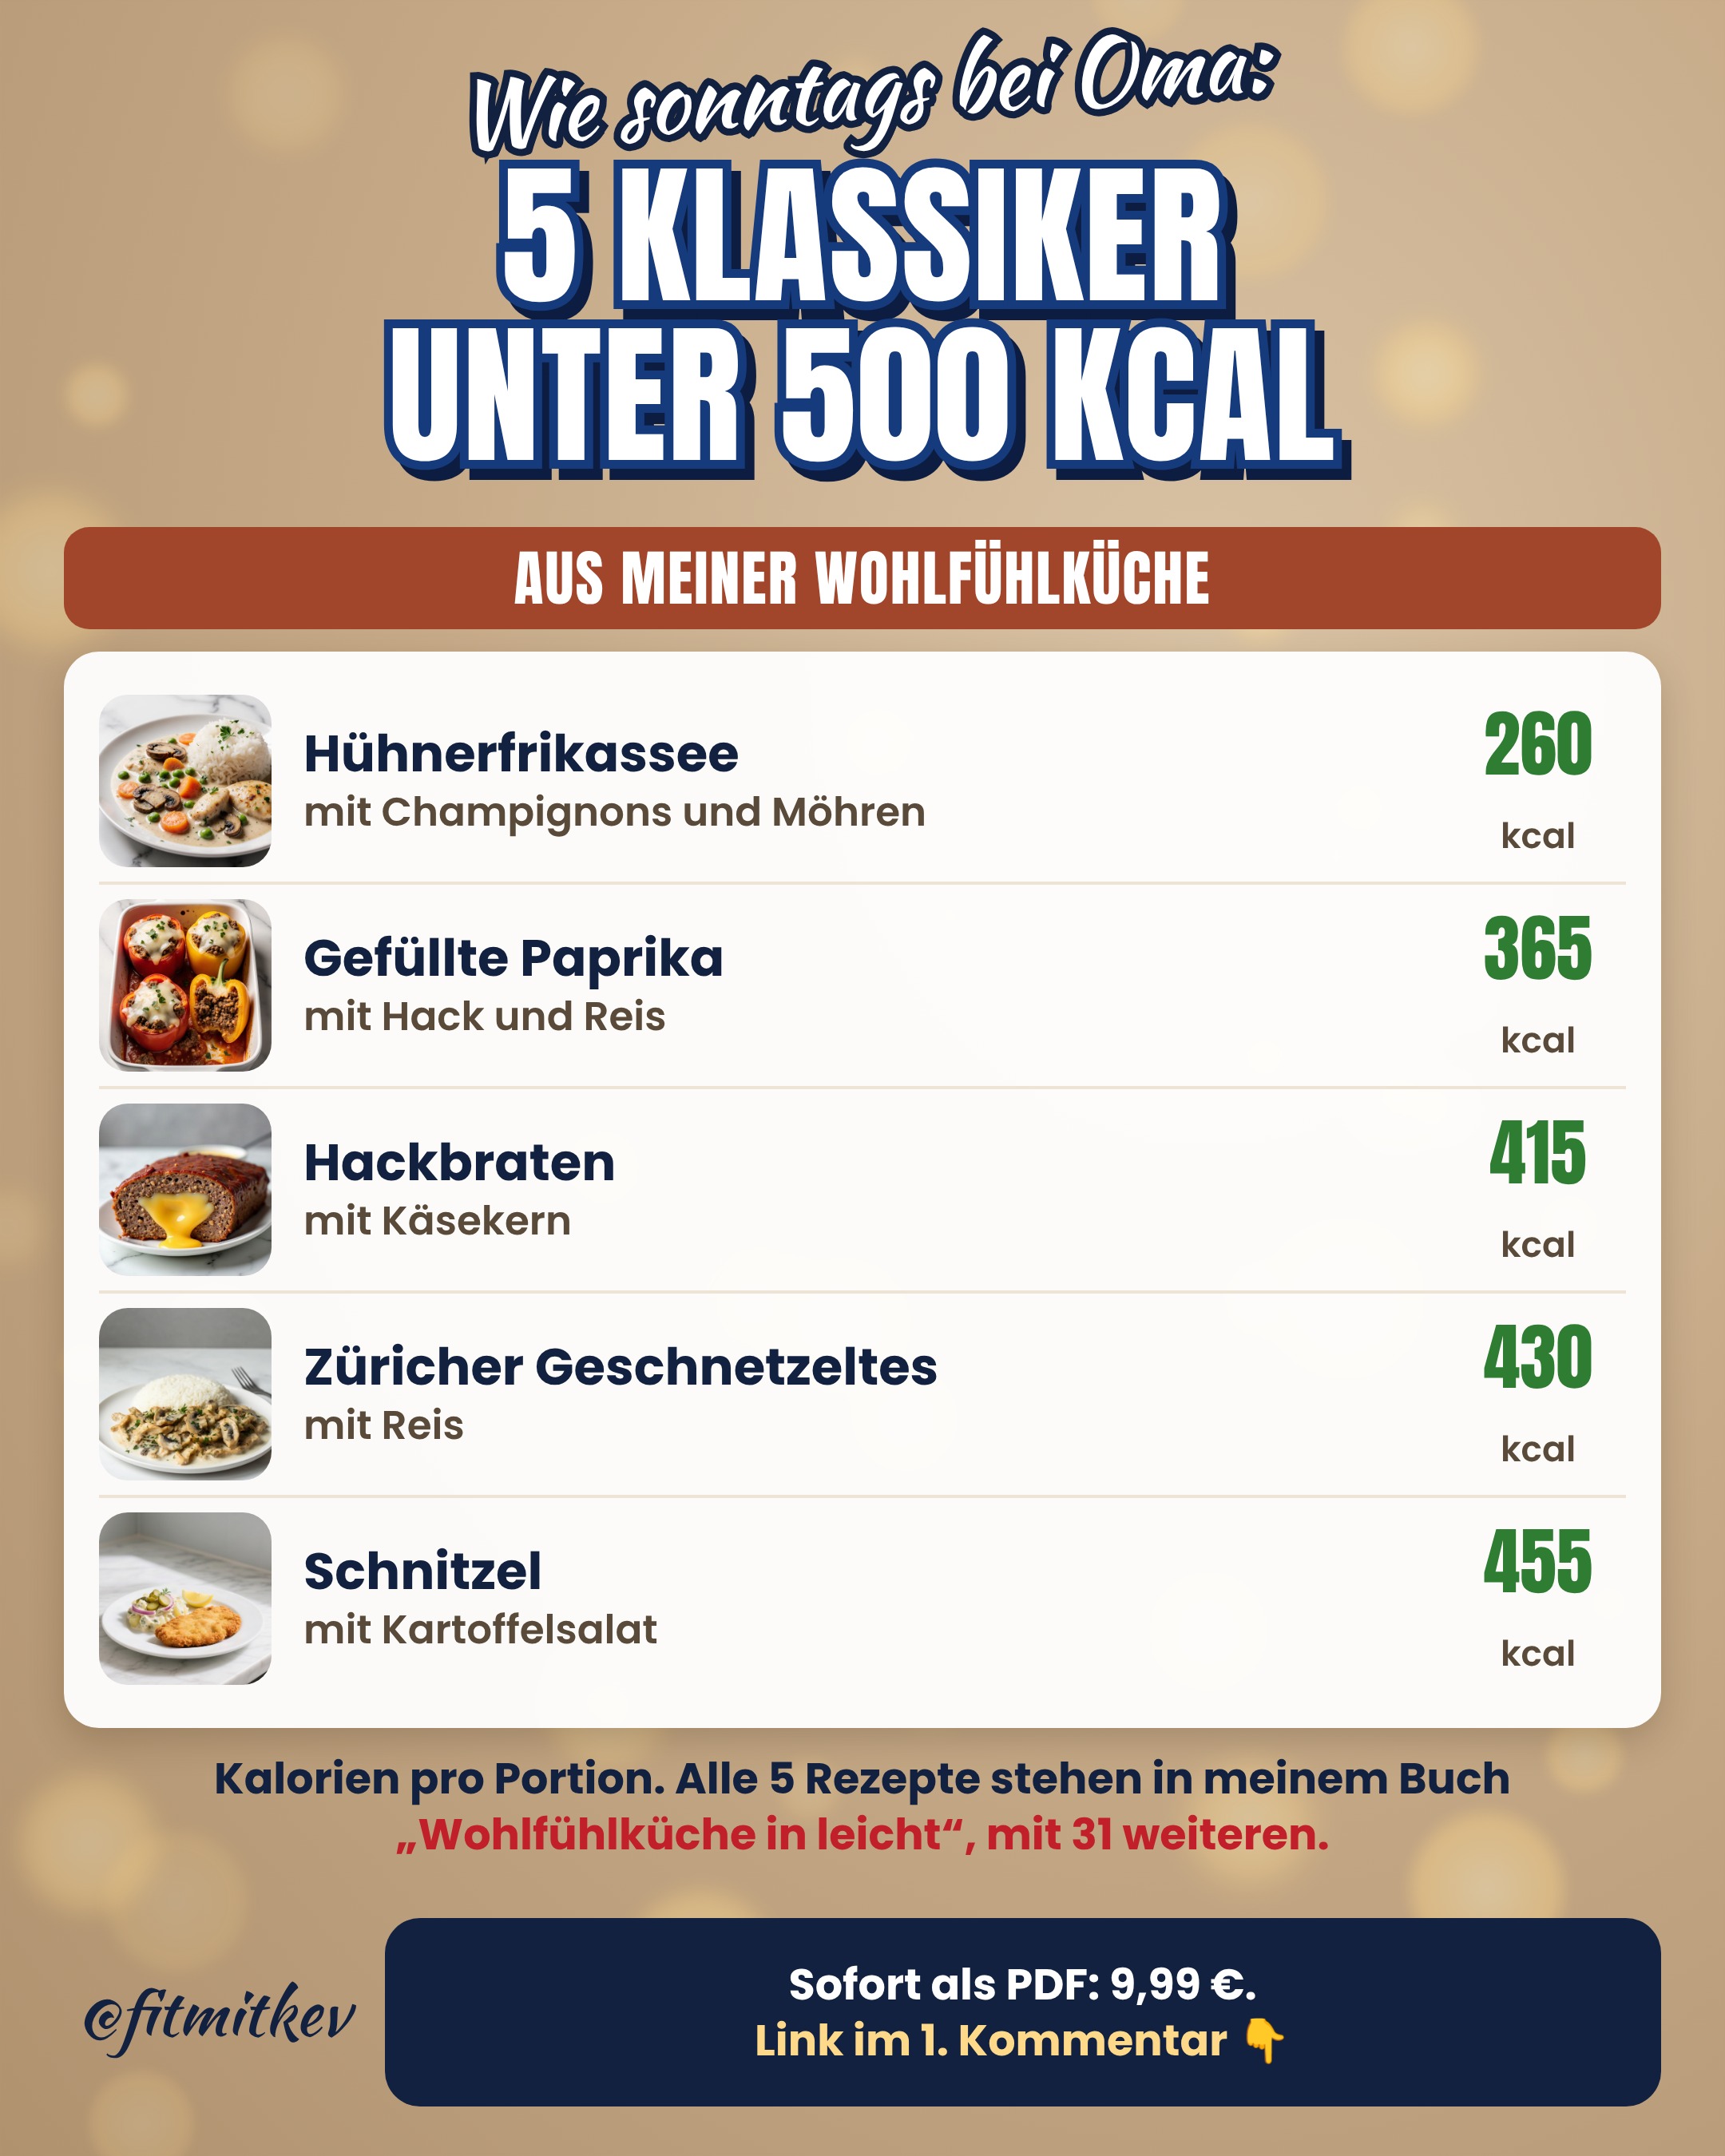 Wie sonntags bei Oma:
5 KLASSIKER
UNTER 500 KCAL
AUS MEINER WOHLFÜHLKÜCHE
Hühnerfrikassee
mit Champignons und Möhren
260
kcal
Gefüllte Paprika
mit Hack und Reis
365
kcal
Hackbraten
mit Käsekern
415
kcal
Züricher Geschnetzeltes
mit Reis
430
kcal
Schnitzel
mit Kartoffelsalat
455
kcal
Kalorien pro Portion. Alle 5 Rezepte stehen in meinem Buch
„Wohlfühlküche in leicht“, mit 31 weiteren.
@fitmitkev
Sofort als PDF: 9,99 €.
Link im 1. Kommentar 👇